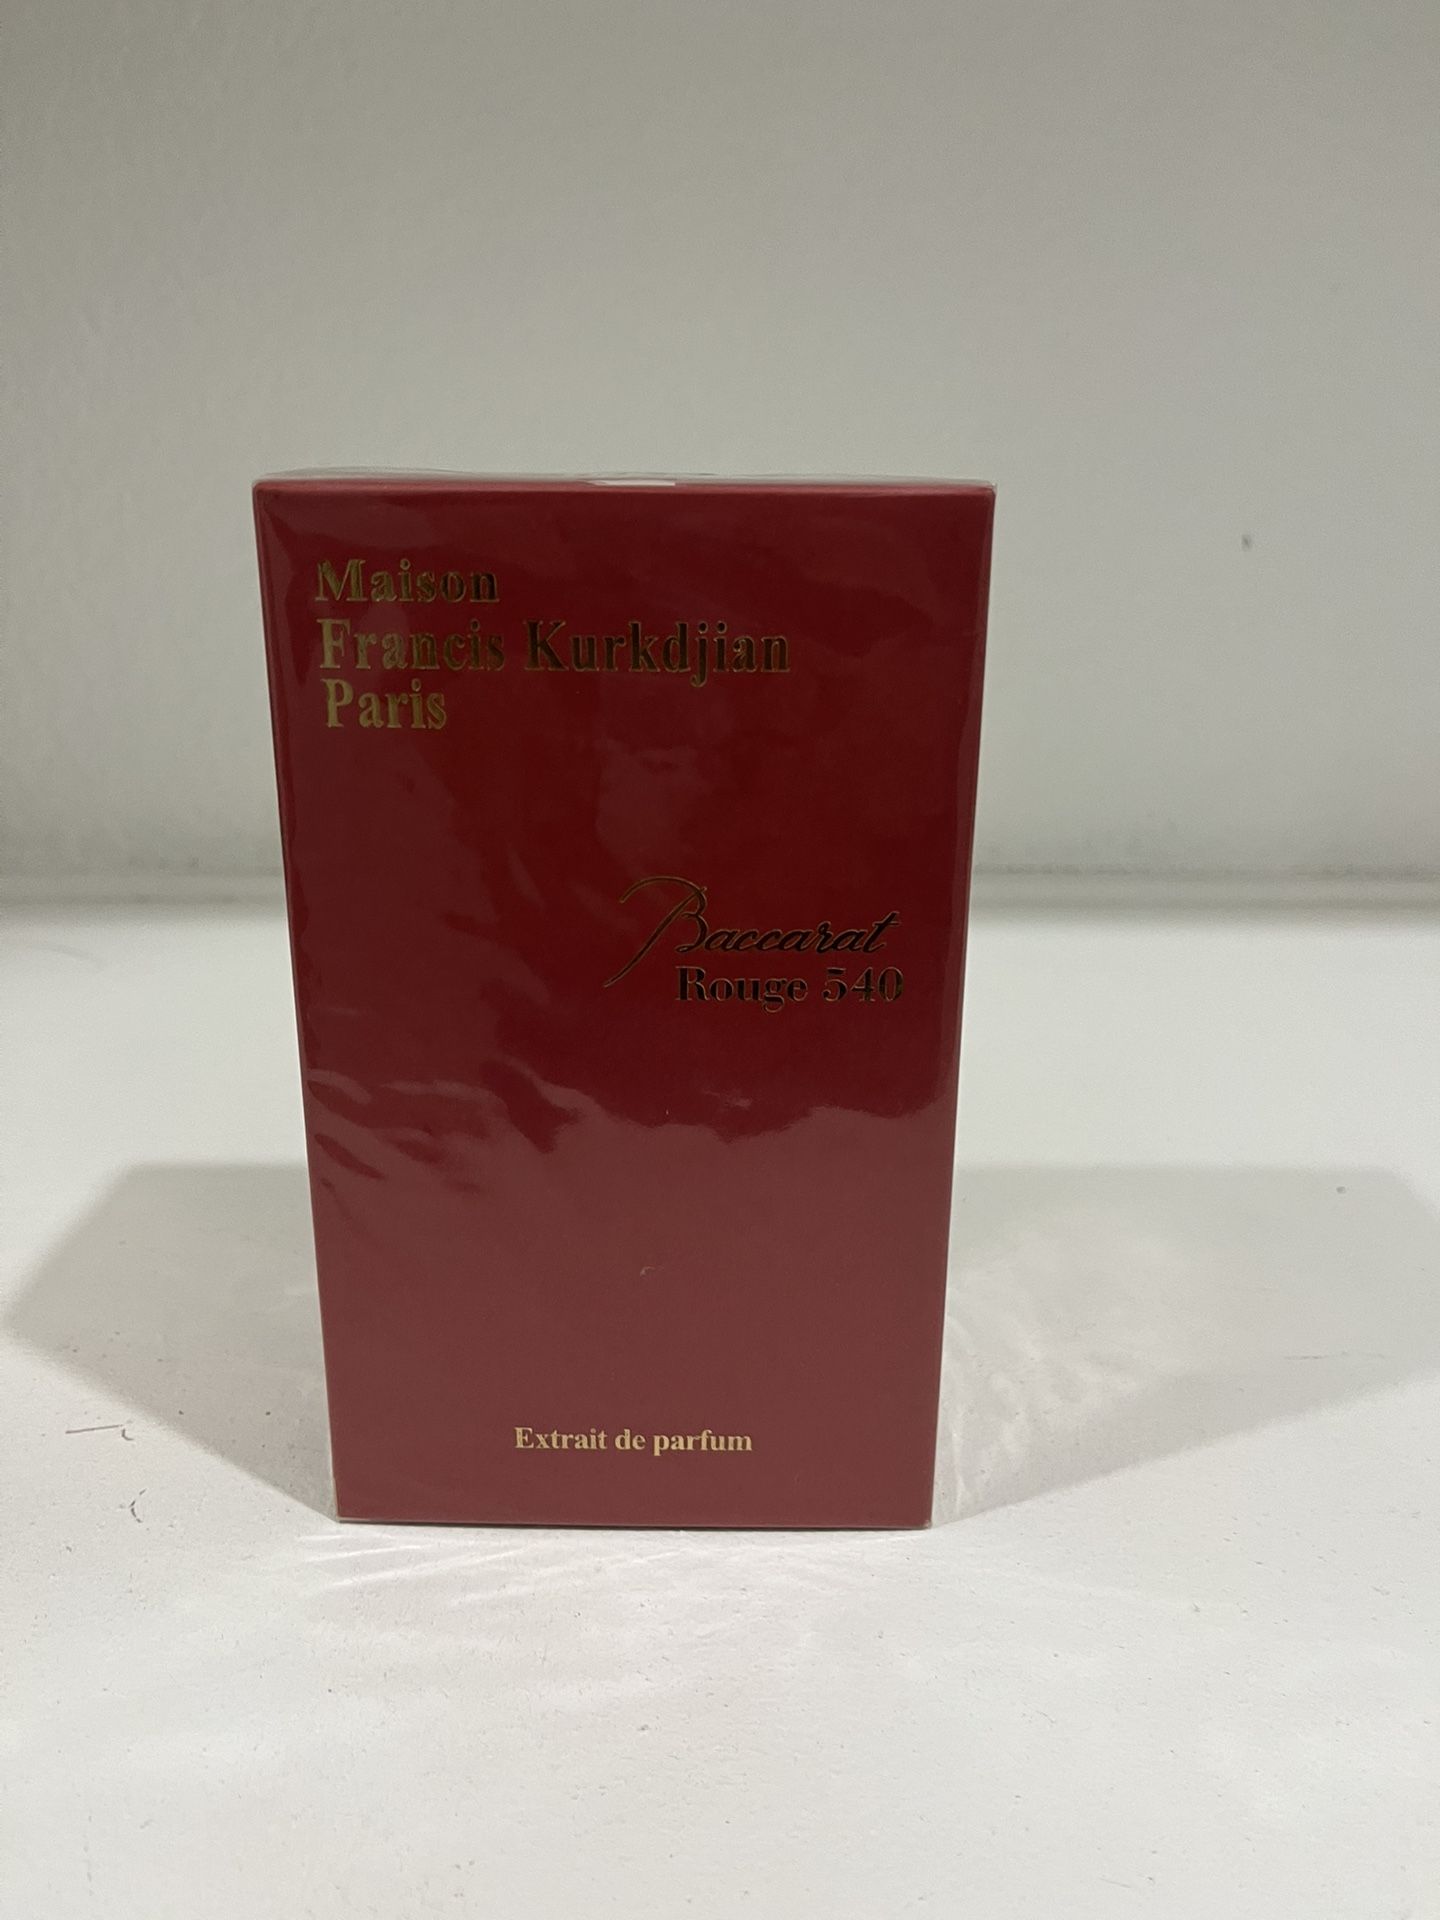 Maison
Francis Kurkdjian
Paris
Baccarat
Rouge 540
Extrait de parfum